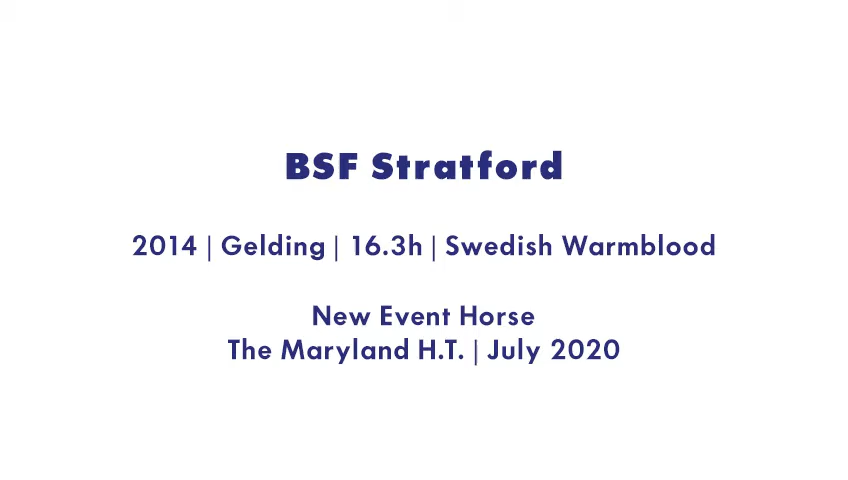 BSF Stratford
2014 | Gelding | 16.3h | Swedish Warmblood
New Event Horse
The Maryland H.T. | July 2020